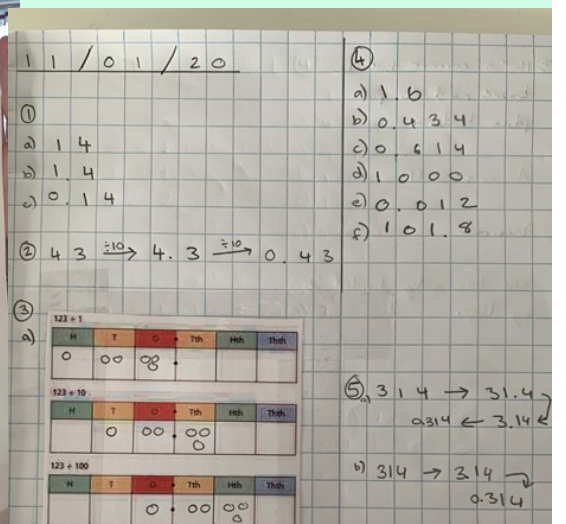 11/01/20
①
a) 14
b) 1.4
c) 0.14
② 43 ÷10→ 4.3 ÷10→ 0.43
③
a)
123 ÷ 1
H T O Tth Hth Thth
123 ÷ 10
H T O Tth Hth Thth
123 ÷ 100
H T O Tth Hth Thth
④
a) 1.6
b) 0.434
c) 0.614
d) 1000
e) 0.012
f) 101.8
⑤ a) 314 → 31.4
0.314 ← 3.14
b) 314 → 3.14
0.314